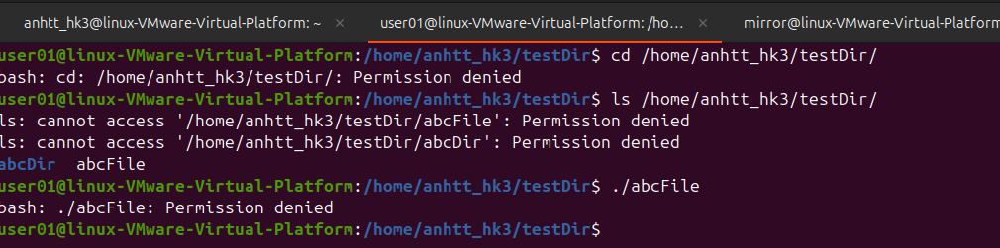 anhtt_hk3@linux-VMware-Virtual-Platform: ~ × user01@linux-VMware-Virtual-Platform: /ho... × mirror@linux-VMware-Virtual-Platform
user01@linux-VMware-Virtual-Platform:/home/anhtt_hk3/testDir$ cd /home/anhtt_hk3/testDir/
bash: cd: /home/anhtt_hk3/testDir/: Permission denied
user01@linux-VMware-Virtual-Platform:/home/anhtt_hk3/testDir$ ls /home/anhtt_hk3/testDir/
ls: cannot access '/home/anhtt_hk3/testDir/abcFile': Permission denied
ls: cannot access '/home/anhtt_hk3/testDir/abcDir': Permission denied
abcDir  abcFile
user01@linux-VMware-Virtual-Platform:/home/anhtt_hk3/testDir$ ./abcFile
bash: ./abcFile: Permission denied
user01@linux-VMware-Virtual-Platform:/home/anhtt_hk3/testDir$